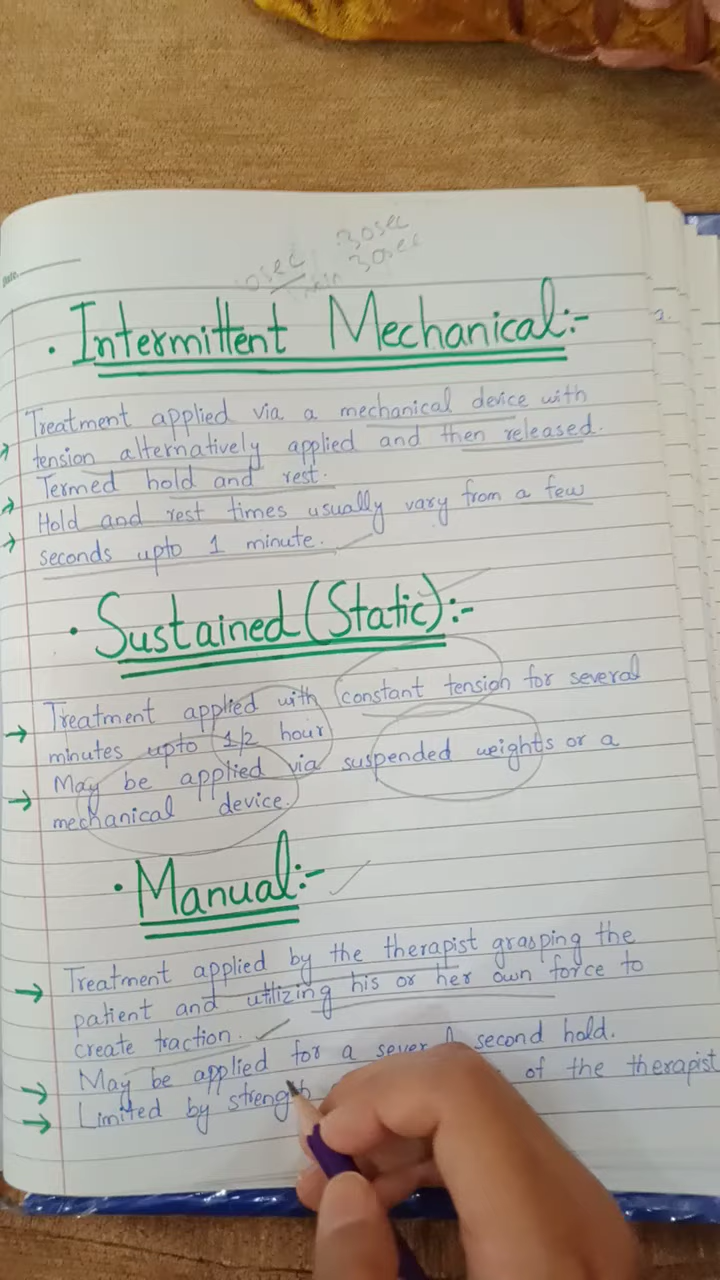 30sec
30sec
• Intermittent Mechanical:-
Treatment applied via a mechanical device with
→ tension alternatively applied and then released.
→ Termed hold and rest.
→ Hold and rest times usually vary from a few
seconds upto 1 minute.
• Sustained (Static):-
→ Treatment applied with constant tension for several
minutes upto 1/2 hour
→ May be applied via suspended weights or a
mechanical device.
• Manual:-
→ Treatment applied by the therapist grasping the
patient and utilizing his or her own force to
create traction.
→ May be applied for a second hold.
→ Limited by of the therapist